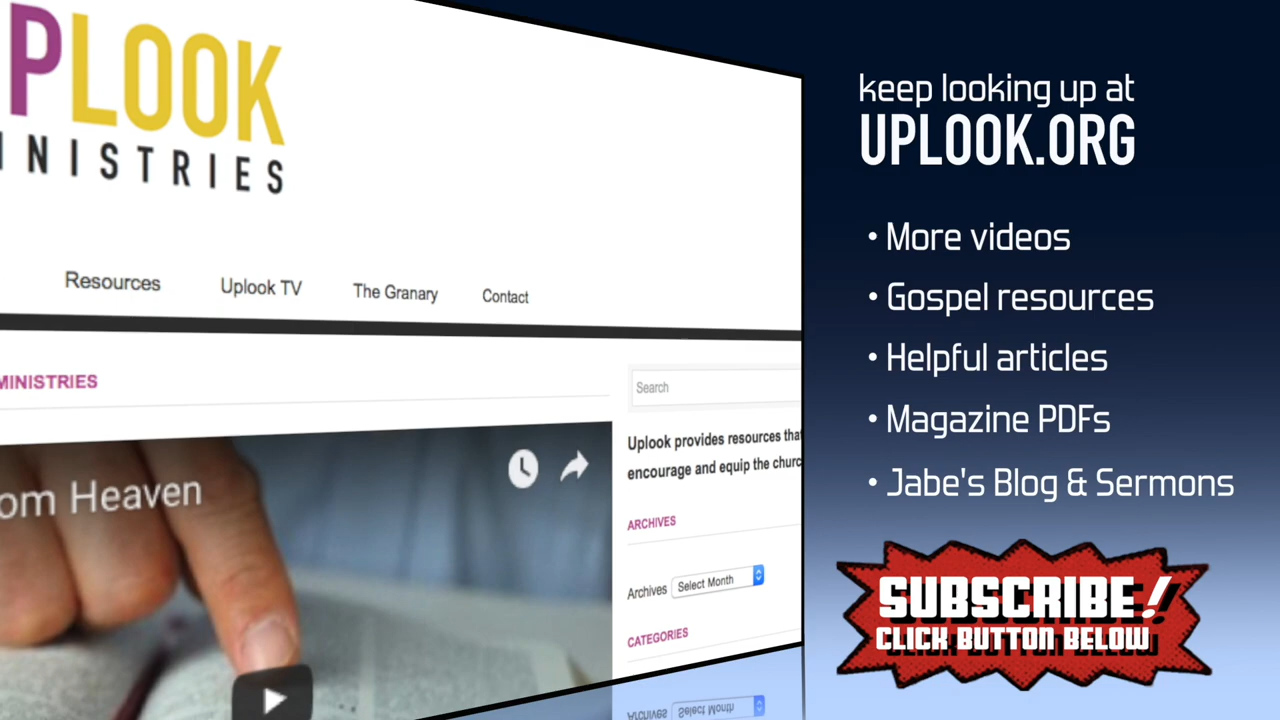 PLOOK
INISTRIES
Resources
Uplook TV
The Granary
Contact
MINISTRIES
Search
Uplook provides resources that
encourage and equip the churc
ARCHIVES
Archives
Select Month
CATEGORIES
om Heaven
keep looking up at
UPLOOK.ORG
• More videos
• Gospel resources
• Helpful articles
• Magazine PDFs
• Jabe's Blog & Sermons
SUBSCRIBE!
CLICK BUTTON BELOW